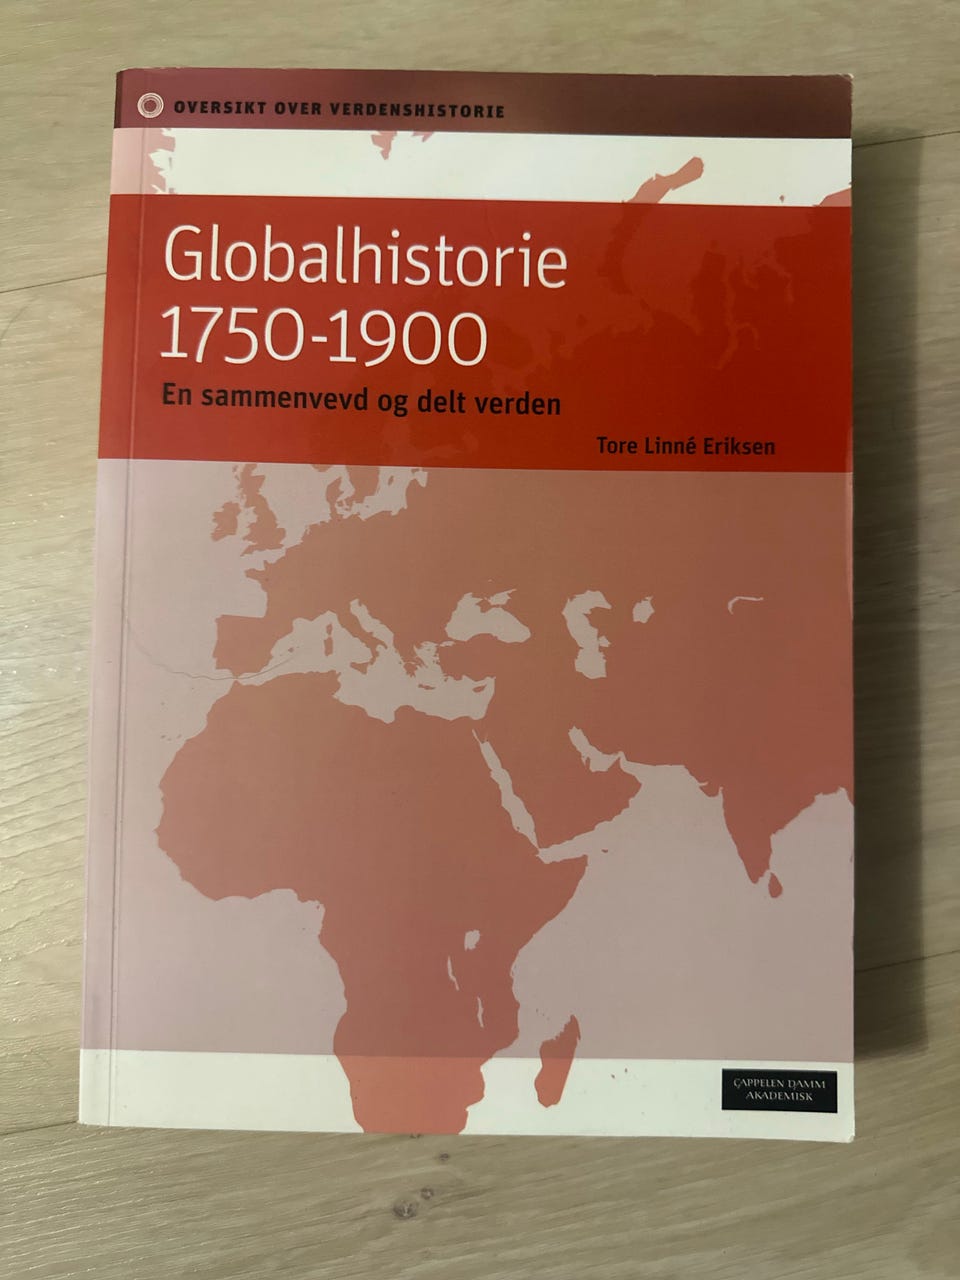 OVERSIKT OVER VERDENSHISTORIE
Globalhistorie
1750-1900
En sammenvevd og delt verden
Tore Linné Eriksen
CAPPELEN DAMM
AKADEMISK